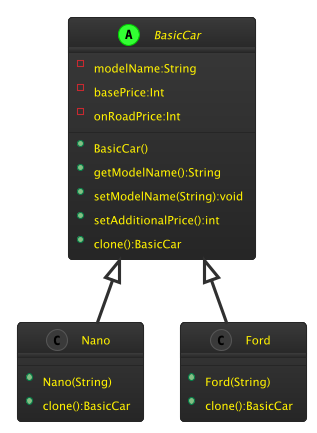 A BasicCar
modelName:String
basePrice:Int
onRoadPrice:Int
BasicCar()
getModelName():String
setModelName(String):void
setAdditionalPrice():int
clone():BasicCar
C Nano
Nano(String)
clone():BasicCar
C Ford
Ford(String)
clone():BasicCar